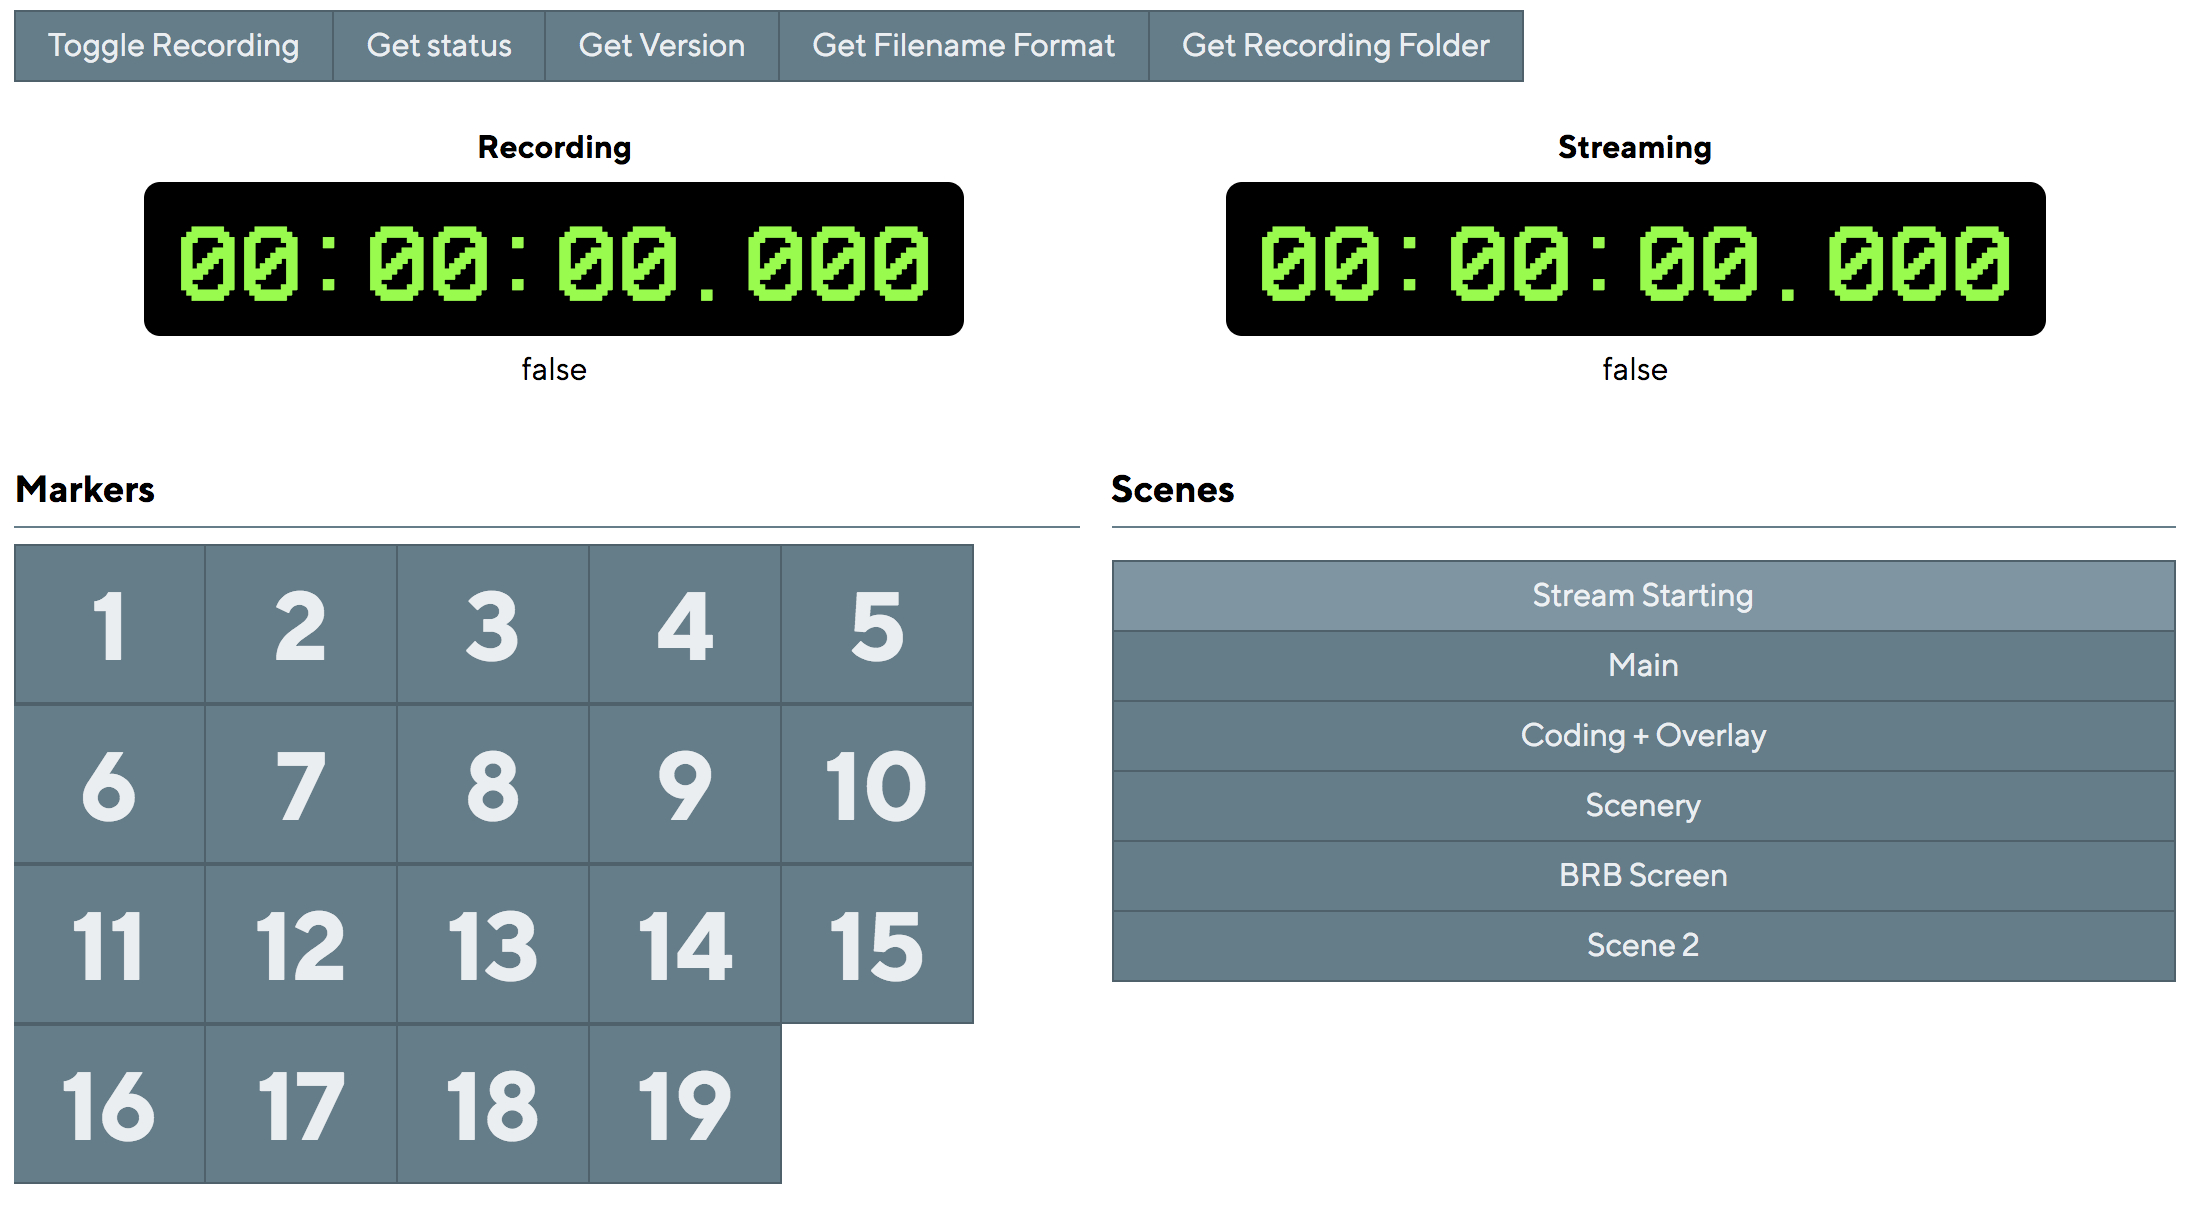 Toggle Recording Get status Get Version Get Filename Format Get Recording Folder
Recording
00:00:00.000
false
Streaming
00:00:00.000
false
Markers
1 2 3 4 5
6 7 8 9 10
11 12 13 14 15
16 17 18 19
Scenes
Stream Starting
Main
Coding + Overlay
Scenery
BRB Screen
Scene 2